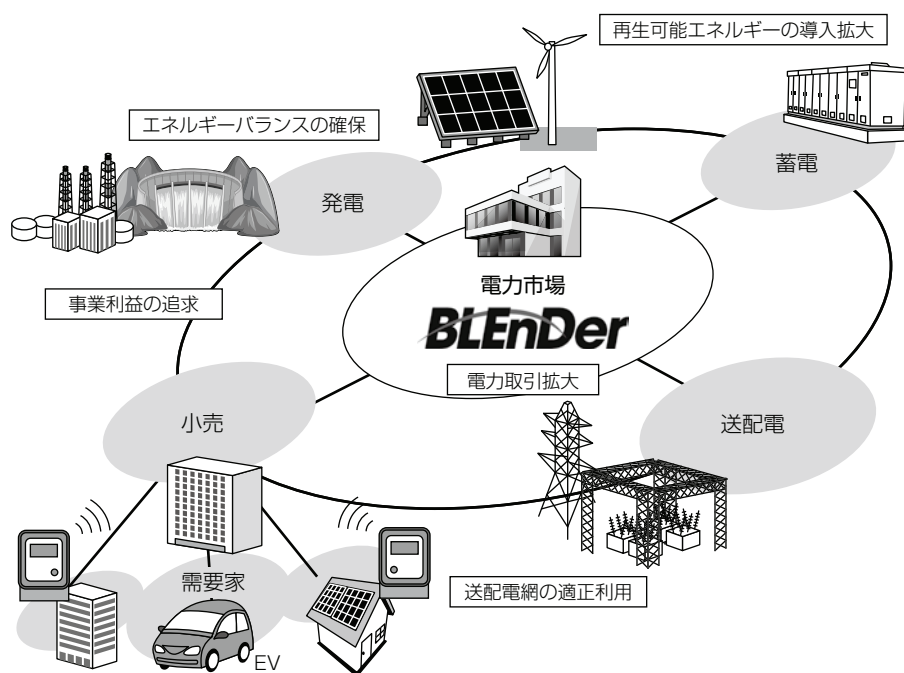 再生可能エネルギーの導入拡大
エネルギーバランスの確保
蓄電
発電
電力市場
BLEnDer
事業利益の追求
電力取引拡大
小売
送配電
需要家
送配電網の適正利用
EV